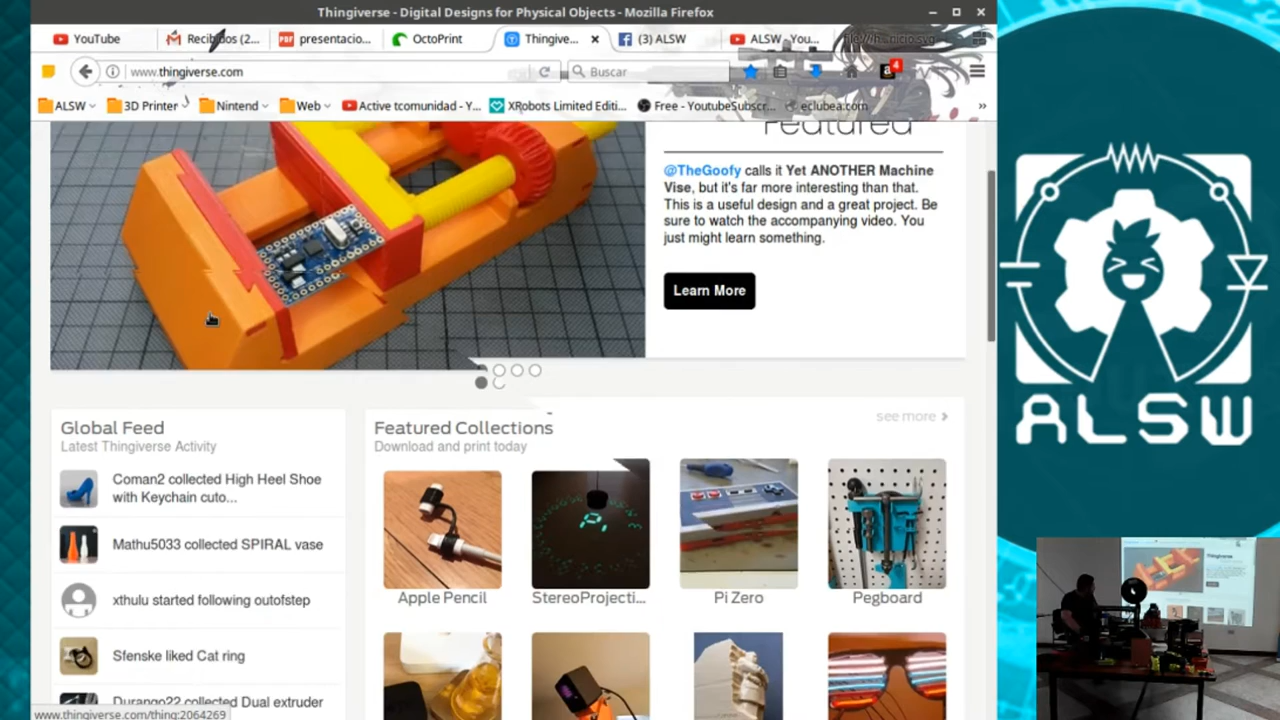 Thingiverse - Digital Designs for Physical Objects - Mozilla Firefox
YouTube
Recibidos (2...
presentacio...
OctoPrint
Thingive...
(3) ALSW
ALSW - You...
www.thingiverse.com
Buscar
4
ALSW
3D Printer
Nintend
Web
Active tcomunidad - Y...
XRobots Limited Editi...
Free - YoutubeSubscr...
eclubea.com
Featured
@TheGoofy calls it Yet ANOTHER Machine
Vise, but it's far more interesting than that.
This is a useful design and a great project. Be
sure to watch the accompanying video. You
just might learn something.
Learn More
Global Feed
Latest Thingiverse Activity
Coman2 collected High Heel Shoe
with Keychain cuto...
Mathu5033 collected SPIRAL vase
xthulu started following outofstep
Sfenske liked Cat ring
Durango22 collected Dual extruder
Featured Collections
Download and print today
see more
Apple Pencil
StereoProjecti...
Pi Zero
Pegboard
www.thingiverse.com/thing:2064269
ALSW